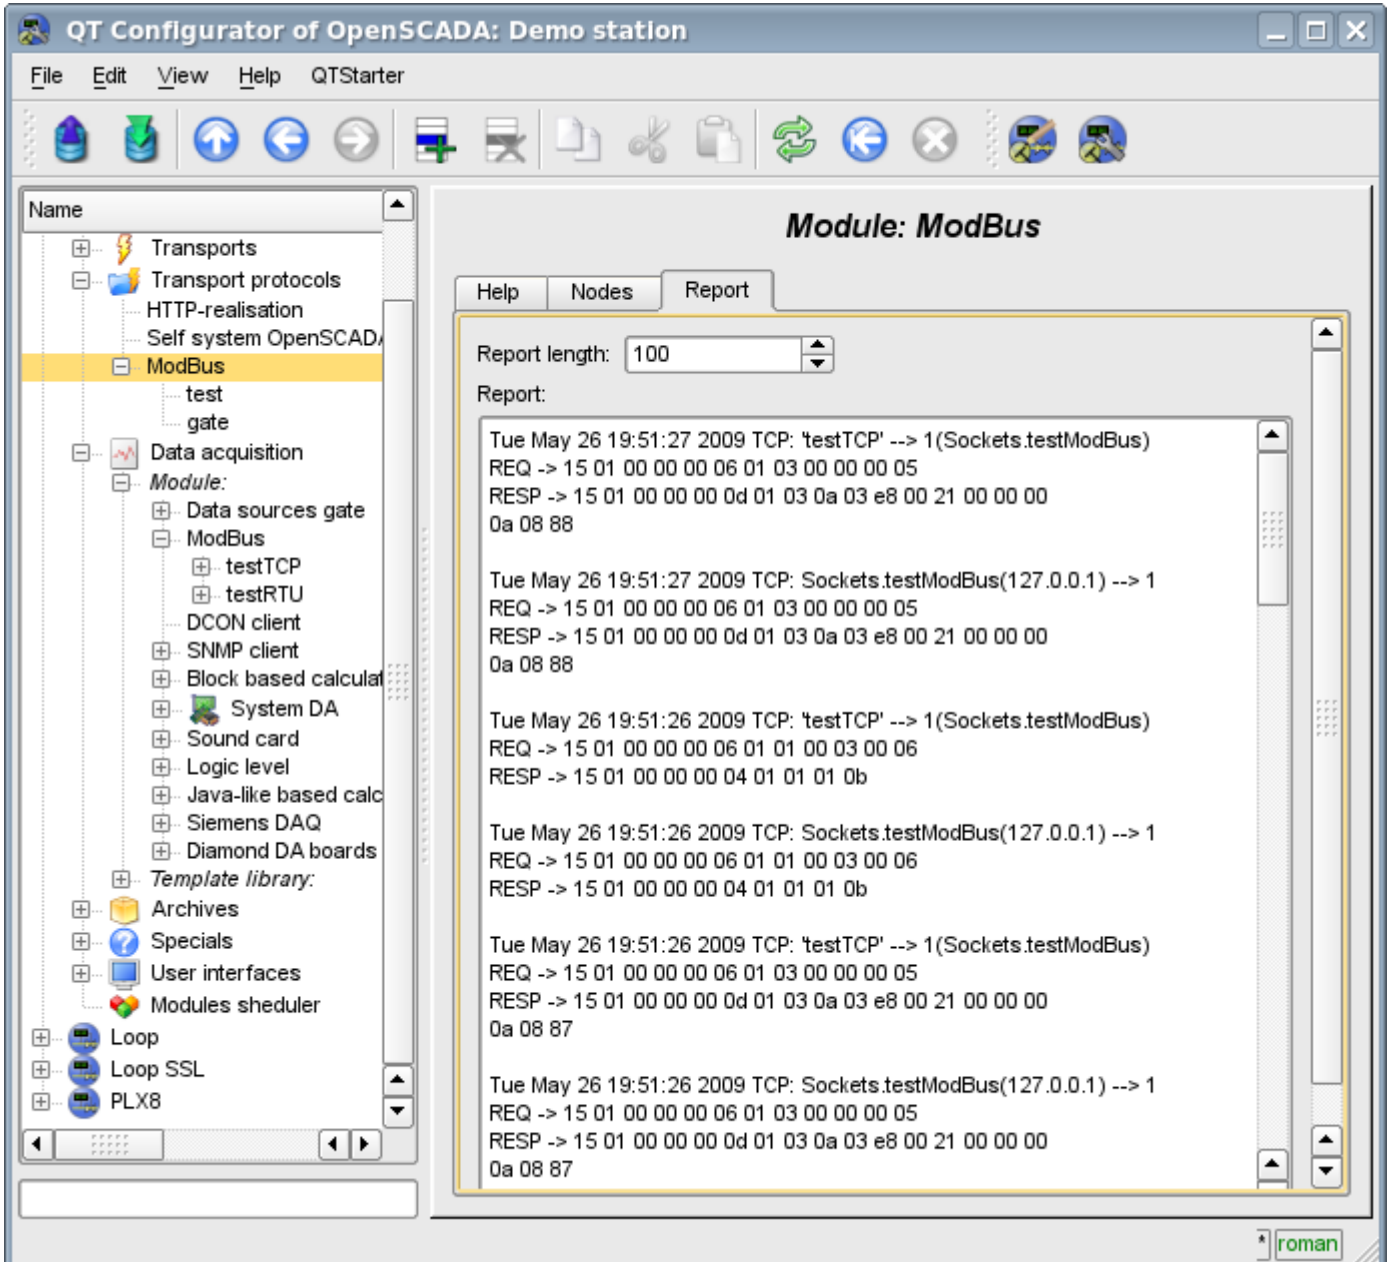 QT Configurator of OpenSCADA: Demo station
File Edit View Help QTStarter
Name
Transports
Transport protocols
HTTP-realisation
Self system OpenSCAD
ModBus
test
gate
Data acquisition
Module:
Data sources gate
ModBus
testTCP
testRTU
DCON client
SNMP client
Block based calculat
System DA
Sound card
Logic level
Java-like based calc
Siemens DAQ
Diamond DA boards
Template library:
Archives
Specials
User interfaces
Modules sheduler
Loop
Loop SSL
PLX8
Module: ModBus
Help Nodes Report
Report length: 100
Report:
Tue May 26 19:51:27 2009 TCP: 'testTCP' --> 1(Sockets.testModBus)
REQ -> 15 01 00 00 00 06 01 03 00 00 00 05
RESP -> 15 01 00 00 00 0d 01 03 0a 03 e8 00 21 00 00 00
0a 08 88
Tue May 26 19:51:27 2009 TCP: Sockets.testModBus(127.0.0.1) --> 1
REQ -> 15 01 00 00 00 06 01 03 00 00 00 05
RESP -> 15 01 00 00 00 0d 01 03 0a 03 e8 00 21 00 00 00
0a 08 88
Tue May 26 19:51:26 2009 TCP: 'testTCP' --> 1(Sockets.testModBus)
REQ -> 15 01 00 00 00 06 01 01 00 03 00 06
RESP -> 15 01 00 00 00 04 01 01 01 0b
Tue May 26 19:51:26 2009 TCP: Sockets.testModBus(127.0.0.1) --> 1
REQ -> 15 01 00 00 00 06 01 01 00 03 00 06
RESP -> 15 01 00 00 00 04 01 01 01 0b
Tue May 26 19:51:26 2009 TCP: 'testTCP' --> 1(Sockets.testModBus)
REQ -> 15 01 00 00 00 06 01 03 00 00 00 05
RESP -> 15 01 00 00 00 0d 01 03 0a 03 e8 00 21 00 00 00
0a 08 87
Tue May 26 19:51:26 2009 TCP: Sockets.testModBus(127.0.0.1) --> 1
REQ -> 15 01 00 00 00 06 01 03 00 00 00 05
RESP -> 15 01 00 00 00 0d 01 03 0a 03 e8 00 21 00 00 00
0a 08 87
* roman